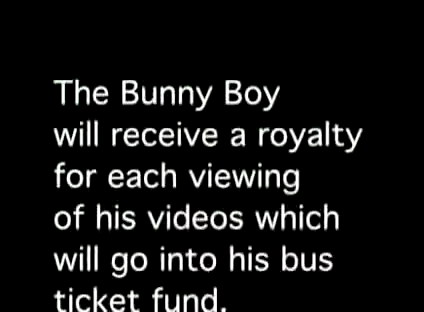 The Bunny Boy
will receive a royalty
for each viewing
of his videos which
will go into his bus
ticket fund.